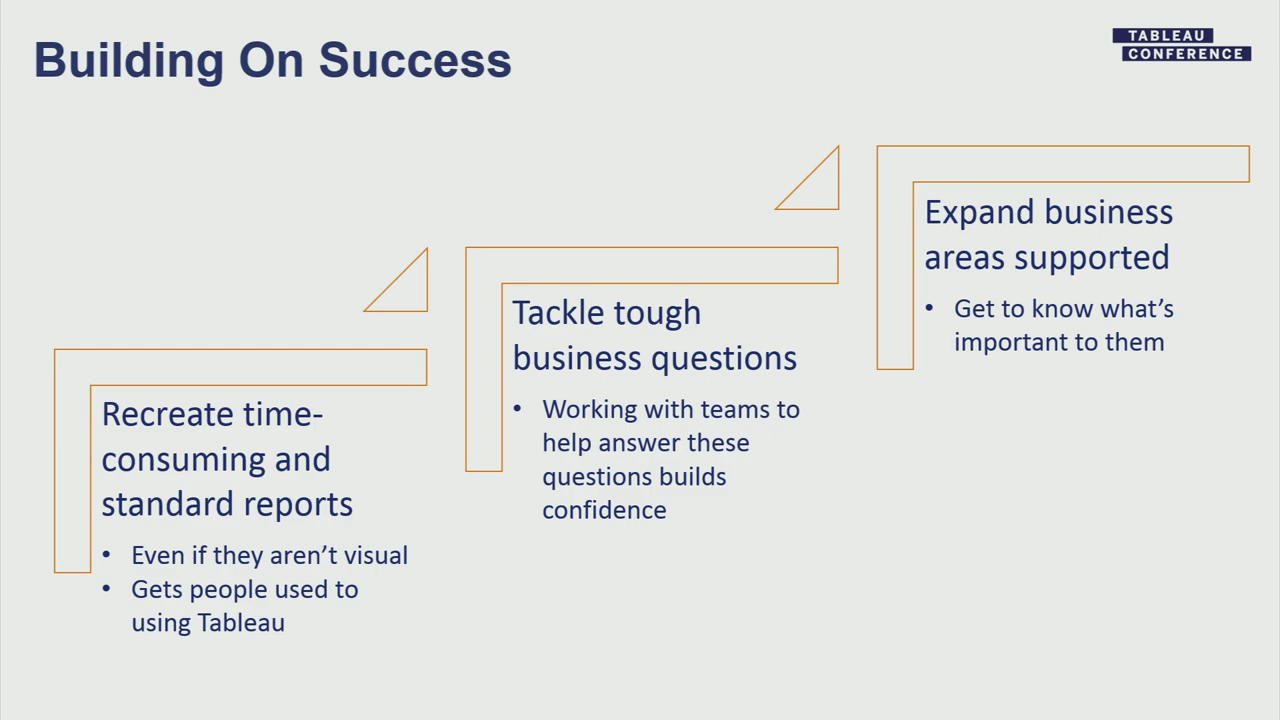 Building On Success
TABLEAU
CONFERENCE
Recreate time-
consuming and
standard reports
• Even if they aren’t visual
• Gets people used to
using Tableau
Tackle tough
business questions
• Working with teams to
help answer these
questions builds
confidence
Expand business
areas supported
• Get to know what’s
important to them